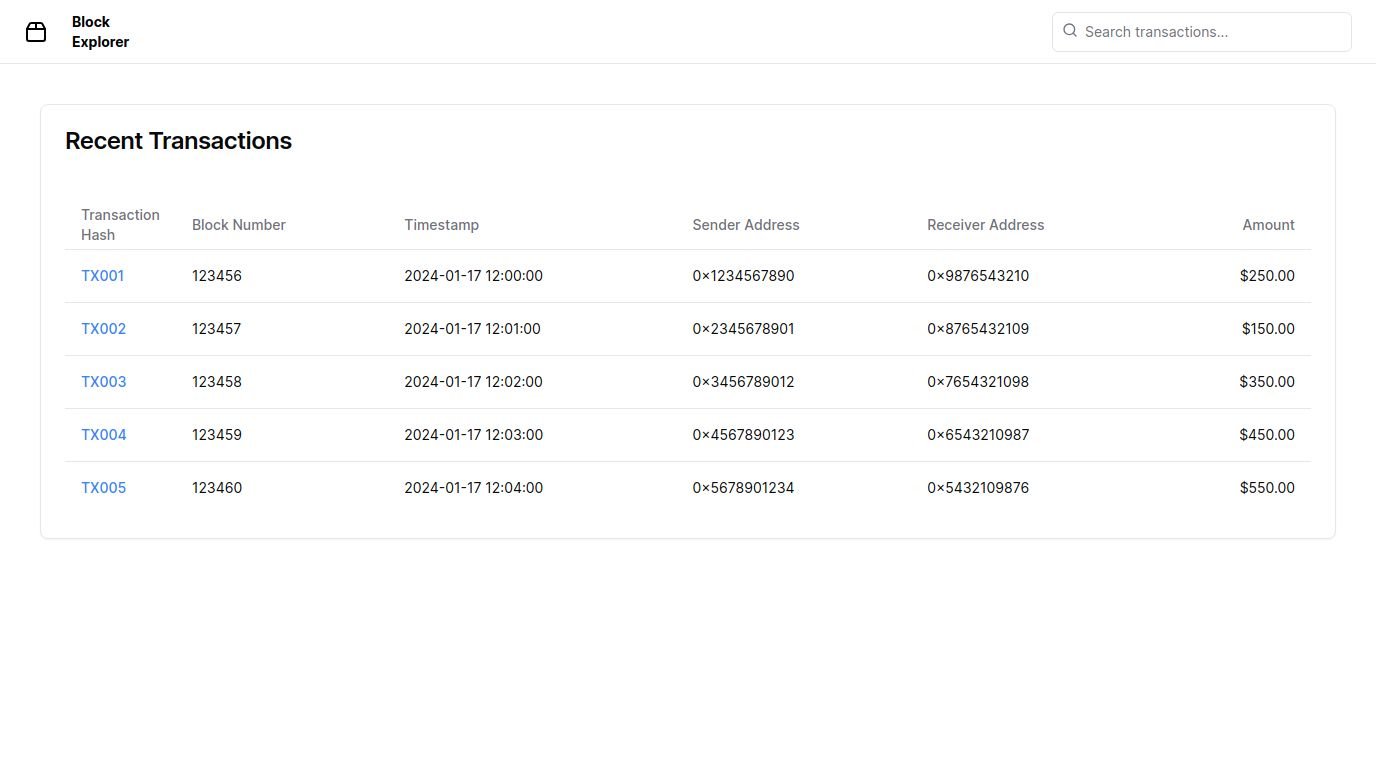 Block
Explorer
Search transactions...
Recent Transactions
Transaction
Hash
Block Number Timestamp Sender Address Receiver Address Amount
TX001 123456 2024-01-17 12:00:00 0×1234567890 0×9876543210 $250.00
TX002 123457 2024-01-17 12:01:00 0×2345678901 0×8765432109 $150.00
TX003 123458 2024-01-17 12:02:00 0×3456789012 0×7654321098 $350.00
TX004 123459 2024-01-17 12:03:00 0×4567890123 0×6543210987 $450.00
TX005 123460 2024-01-17 12:04:00 0×5678901234 0×5432109876 $550.00